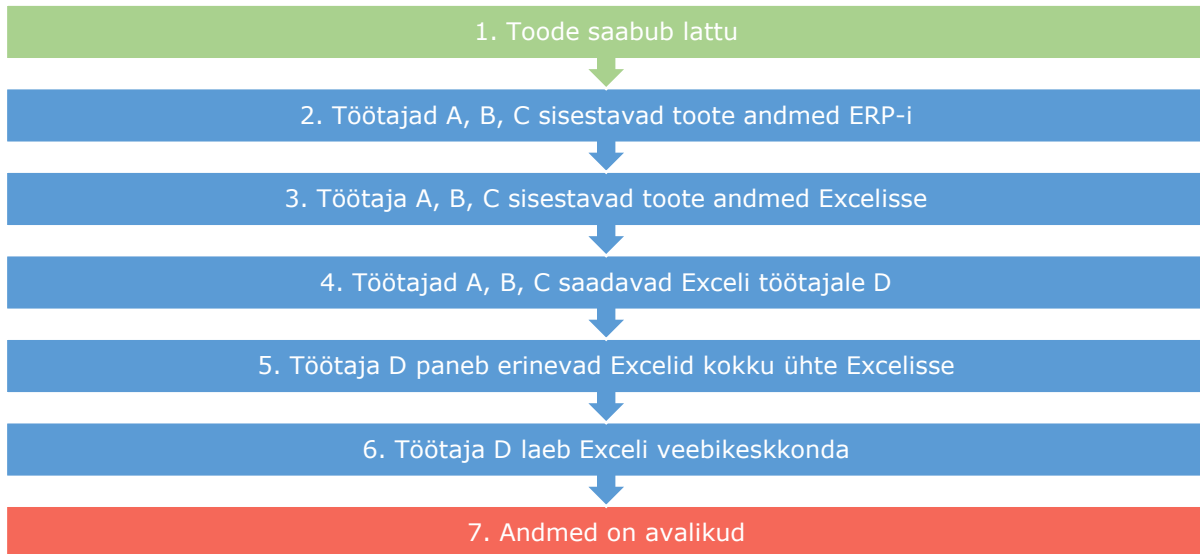 1. Toode saabub lattu
2. Töötajad A, B, C sisestavad toote andmed ERP-i
3. Töötaja A, B, C sisestavad toote andmed Excelisse
4. Töötajad A, B, C saadavad Exceli töötajale D
5. Töötaja D paneb erinevad Excelid kokku ühte Excelisse
6. Töötaja D laeb Exceli veebikeskkonda
7. Andmed on avalikud